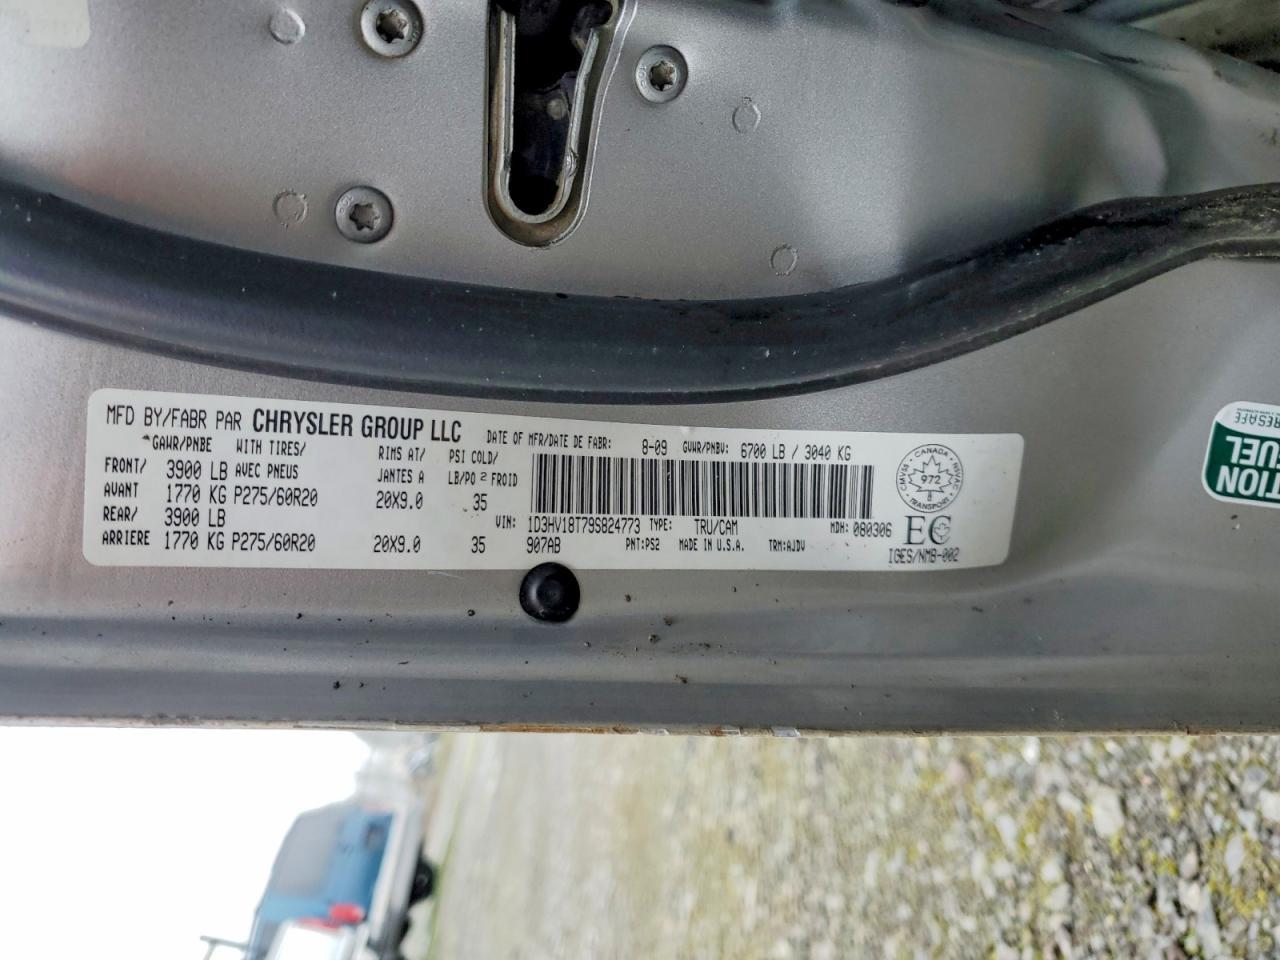 MFD BY/FABR PAR CHRYSLER GROUP LLC DATE OF MFR/DATE DE FABR: 8-09 GVWR/PNBV: 6700 LB / 3040 KG
GAWR/PNBE WITH TIRES/ RIMS AT/ PSI COLD/
FRONT/ 3900 LB AVEC PNEUS JANTES A LB/PO2 FROID
AVANT 1770 KG P275/60R20 20X9.0 35
REAR/ 3900 LB VIN: 1D3HV18T79S824773 TYPE: TRU/CAM MDH: 080306
ARRIERE 1770 KG P275/60R20 20X9.0 35 907AB PNT:PS2 MADE IN U.S.A. TRM:AJDV
CMVSS CANADA NSVAC
972
8
TRANSPORT
EC
IGES/NMB-002
RESAFE
TION
UEL